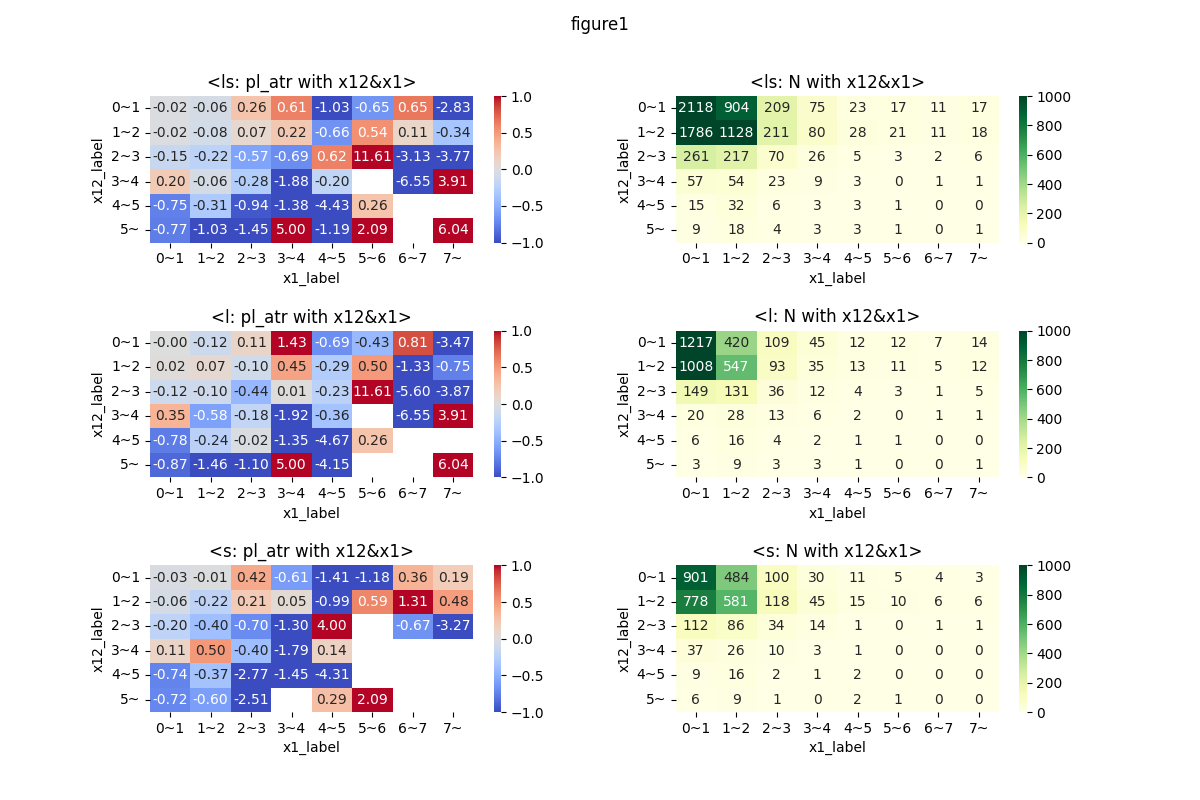 figure1
<ls: pl_atr with x12&x1>
x12_label
0~1 -0.02 -0.06 0.26 0.61 -1.03 -0.65 0.65 -2.83
1~2 -0.02 -0.08 0.07 0.22 -0.66 0.54 0.11 -0.34
2~3 -0.15 -0.22 -0.57 -0.69 0.62 11.61 -3.13 -3.77
3~4 0.20 -0.06 -0.28 -1.88 -0.20 -6.55 3.91
4~5 -0.75 -0.31 -0.94 -1.38 -4.43 0.26
5~ -0.77 -1.03 -1.45 5.00 -1.19 2.09 6.04
0~1 1~2 2~3 3~4 4~5 5~6 6~7 7~
x1_label
1.0
0.5
0.0
−0.5
−1.0
<ls: N with x12&x1>
x12_label
0~1 2118 904 209 75 23 17 11 17
1~2 1786 1128 211 80 28 21 11 18
2~3 261 217 70 26 5 3 2 6
3~4 57 54 23 9 3 0 1 1
4~5 15 32 6 3 3 1 0 0
5~ 9 18 4 3 3 1 0 1
0~1 1~2 2~3 3~4 4~5 5~6 6~7 7~
x1_label
1000
800
600
400
200
0
<l: pl_atr with x12&x1>
x12_label
0~1 -0.00 -0.12 0.11 1.43 -0.69 -0.43 0.81 -3.47
1~2 0.02 0.07 -0.10 0.45 -0.29 0.50 -1.33 -0.75
2~3 -0.12 -0.10 -0.44 0.01 -0.23 11.61 -5.60 -3.87
3~4 0.35 -0.58 -0.18 -1.92 -0.36 -6.55 3.91
4~5 -0.78 -0.24 -0.02 -1.35 -4.67 0.26
5~ -0.87 -1.46 -1.10 5.00 -4.15 6.04
0~1 1~2 2~3 3~4 4~5 5~6 6~7 7~
x1_label
1.0
0.5
0.0
−0.5
−1.0
<l: N with x12&x1>
x12_label
0~1 1217 420 109 45 12 12 7 14
1~2 1008 547 93 35 13 11 5 12
2~3 149 131 36 12 4 3 1 5
3~4 20 28 13 6 2 0 1 1
4~5 6 16 4 2 1 1 0 0
5~ 3 9 3 3 1 0 0 1
0~1 1~2 2~3 3~4 4~5 5~6 6~7 7~
x1_label
1000
800
600
400
200
0
<s: pl_atr with x12&x1>
x12_label
0~1 -0.03 -0.01 0.42 -0.61 -1.41 -1.18 0.36 0.19
1~2 -0.06 -0.22 0.21 0.05 -0.99 0.59 1.31 0.48
2~3 -0.20 -0.40 -0.70 -1.30 4.00 -0.67 -3.27
3~4 0.11 0.50 -0.40 -1.79 0.14
4~5 -0.74 -0.37 -2.77 -1.45 -4.31
5~ -0.72 -0.60 -2.51 0.29 2.09
0~1 1~2 2~3 3~4 4~5 5~6 6~7 7~
x1_label
1.0
0.5
0.0
−0.5
−1.0
<s: N with x12&x1>
x12_label
0~1 901 484 100 30 11 5 4 3
1~2 778 581 118 45 15 10 6 6
2~3 112 86 34 14 1 0 1 1
3~4 37 26 10 3 1 0 0 0
4~5 9 16 2 1 2 0 0 0
5~ 6 9 1 0 2 1 0 0
0~1 1~2 2~3 3~4 4~5 5~6 6~7 7~
x1_label
1000
800
600
400
200
0